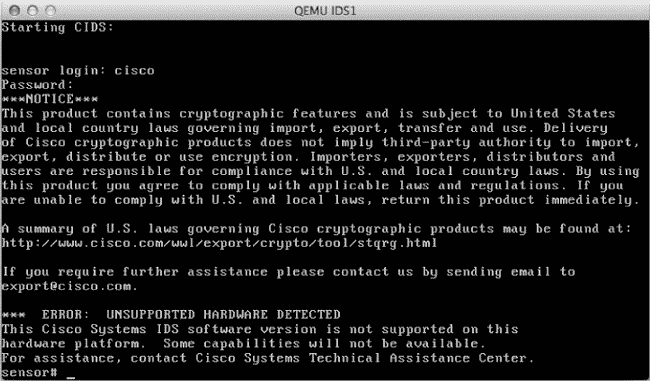 QEMU IDS1
Starting CIDS:
sensor login: cisco
Password:
***NOTICE***
This product contains cryptographic features and is subject to United States
and local country laws governing import, export, transfer and use. Delivery
of Cisco cryptographic products does not imply third-party authority to import,
export, distribute or use encryption. Importers, exporters, distributors and
users are responsible for compliance with U.S. and local country laws. By using
this product you agree to comply with applicable laws and regulations. If you
are unable to comply with U.S. and local laws, return this product immediately.
A summary of U.S. laws governing Cisco cryptographic products may be found at:
http://www.cisco.com/wwl/export/crypto/tool/stqrg.html
If you require further assistance please contact us by sending email to
export@cisco.com.
*** ERROR: UNSUPPORTED HARDWARE DETECTED
This Cisco Systems IDS software version is not supported on this
hardware platform. Some capabilities will not be available.
For assistance, contact Cisco Systems Technical Assistance Center.
sensor# _